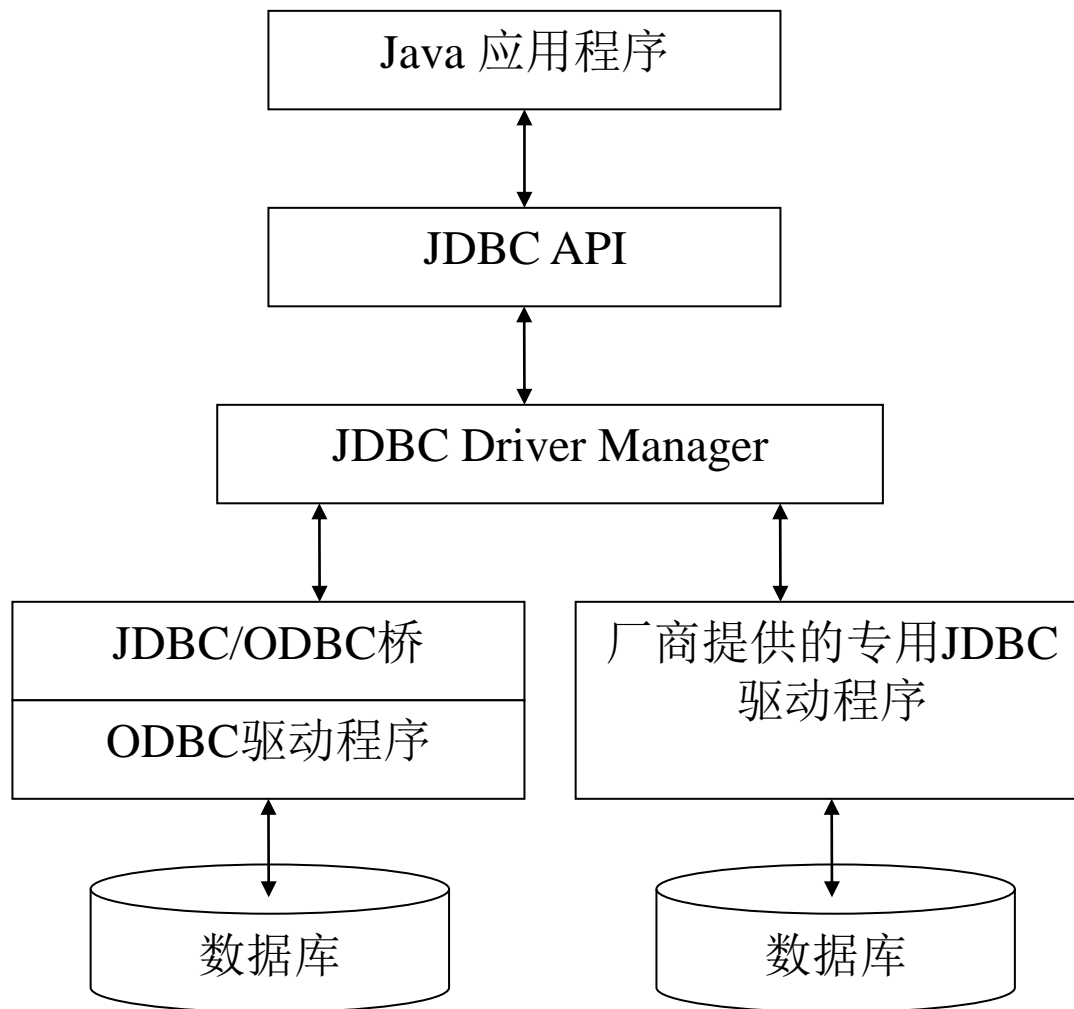 Java 应用程序
JDBC API
JDBC Driver Manager
JDBC/ODBC桥
ODBC驱动程序
厂商提供的专用JDBC
驱动程序
数据库
数据库